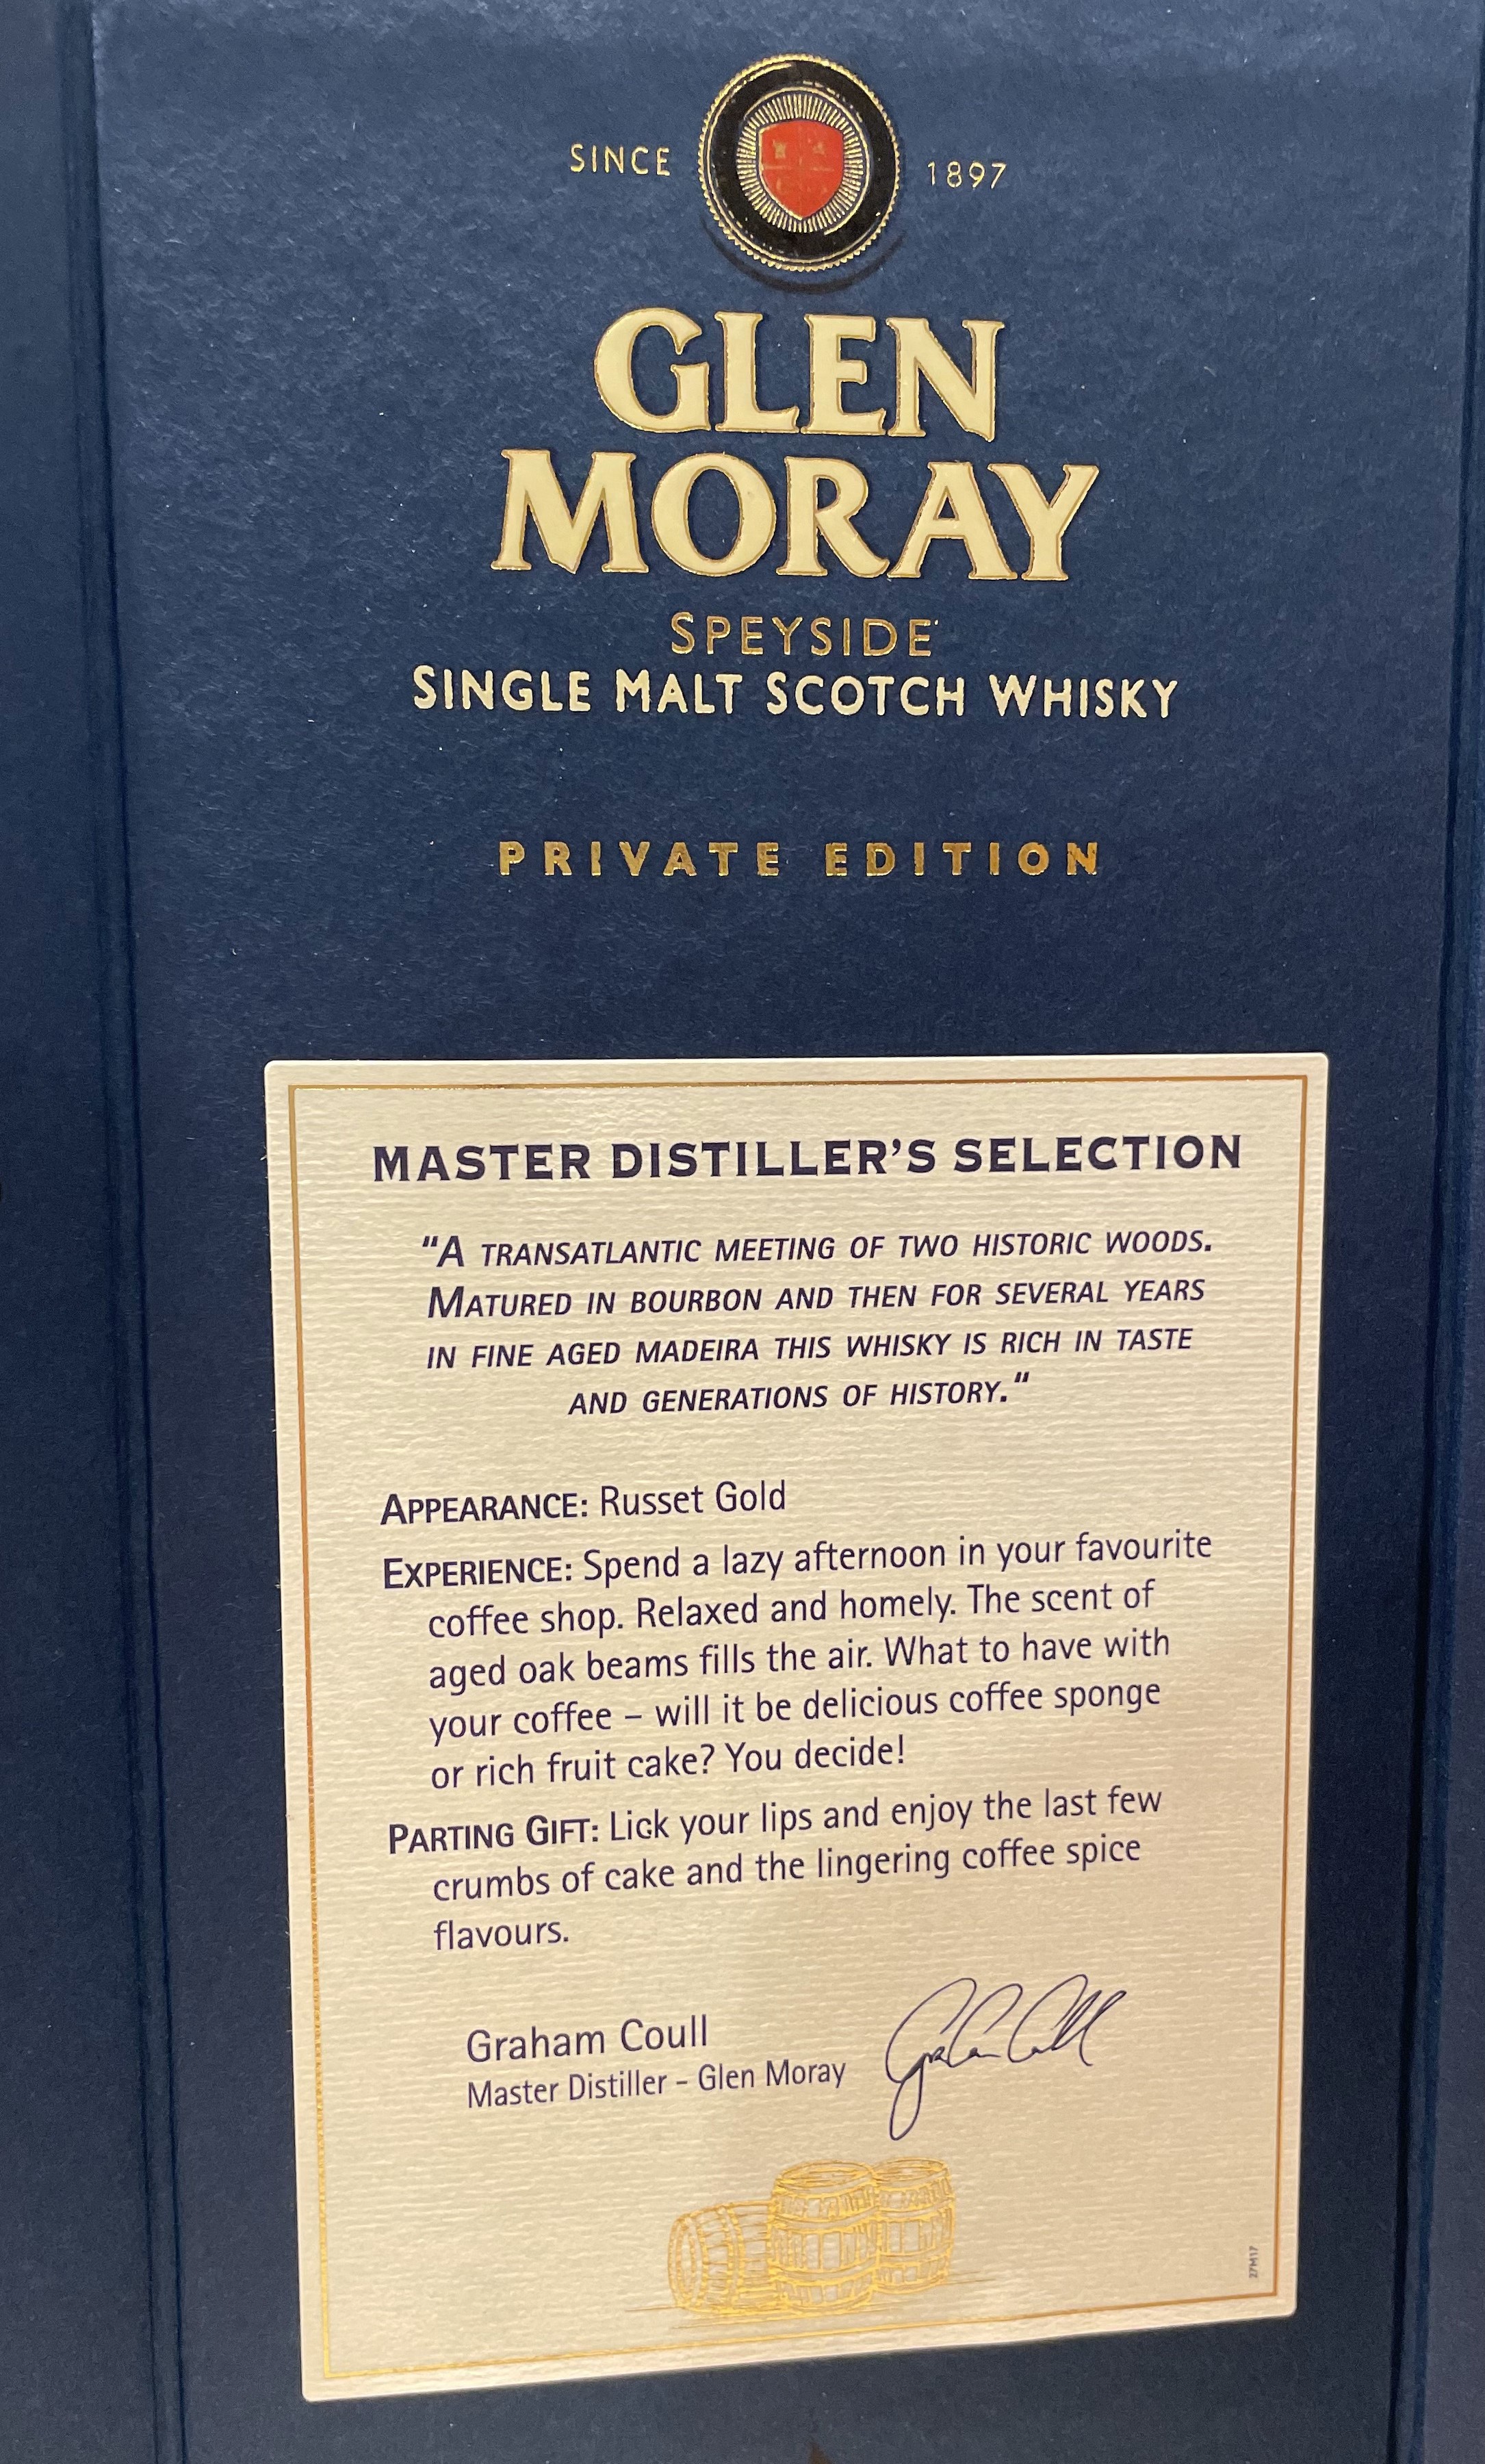 SINCE 1897
GLEN
MORAY
SPEYSIDE
SINGLE MALT SCOTCH WHISKY
PRIVATE EDITION
MASTER DISTILLER'S SELECTION
"A TRANSATLANTIC MEETING OF TWO HISTORIC WOODS.
MATURED IN BOURBON AND THEN FOR SEVERAL YEARS
IN FINE AGED MADEIRA THIS WHISKY IS RICH IN TASTE
AND GENERATIONS OF HISTORY."
APPEARANCE: Russet Gold
EXPERIENCE: Spend a lazy afternoon in your favourite
coffee shop. Relaxed and homely. The scent of
aged oak beams fills the air. What to have with
your coffee – will it be delicious coffee sponge
or rich fruit cake? You decide!
PARTING GIFT: Lick your lips and enjoy the last few
crumbs of cake and the lingering coffee spice
flavours.
Graham Coull
Master Distiller - Glen Moray
Graham Coull
27M17